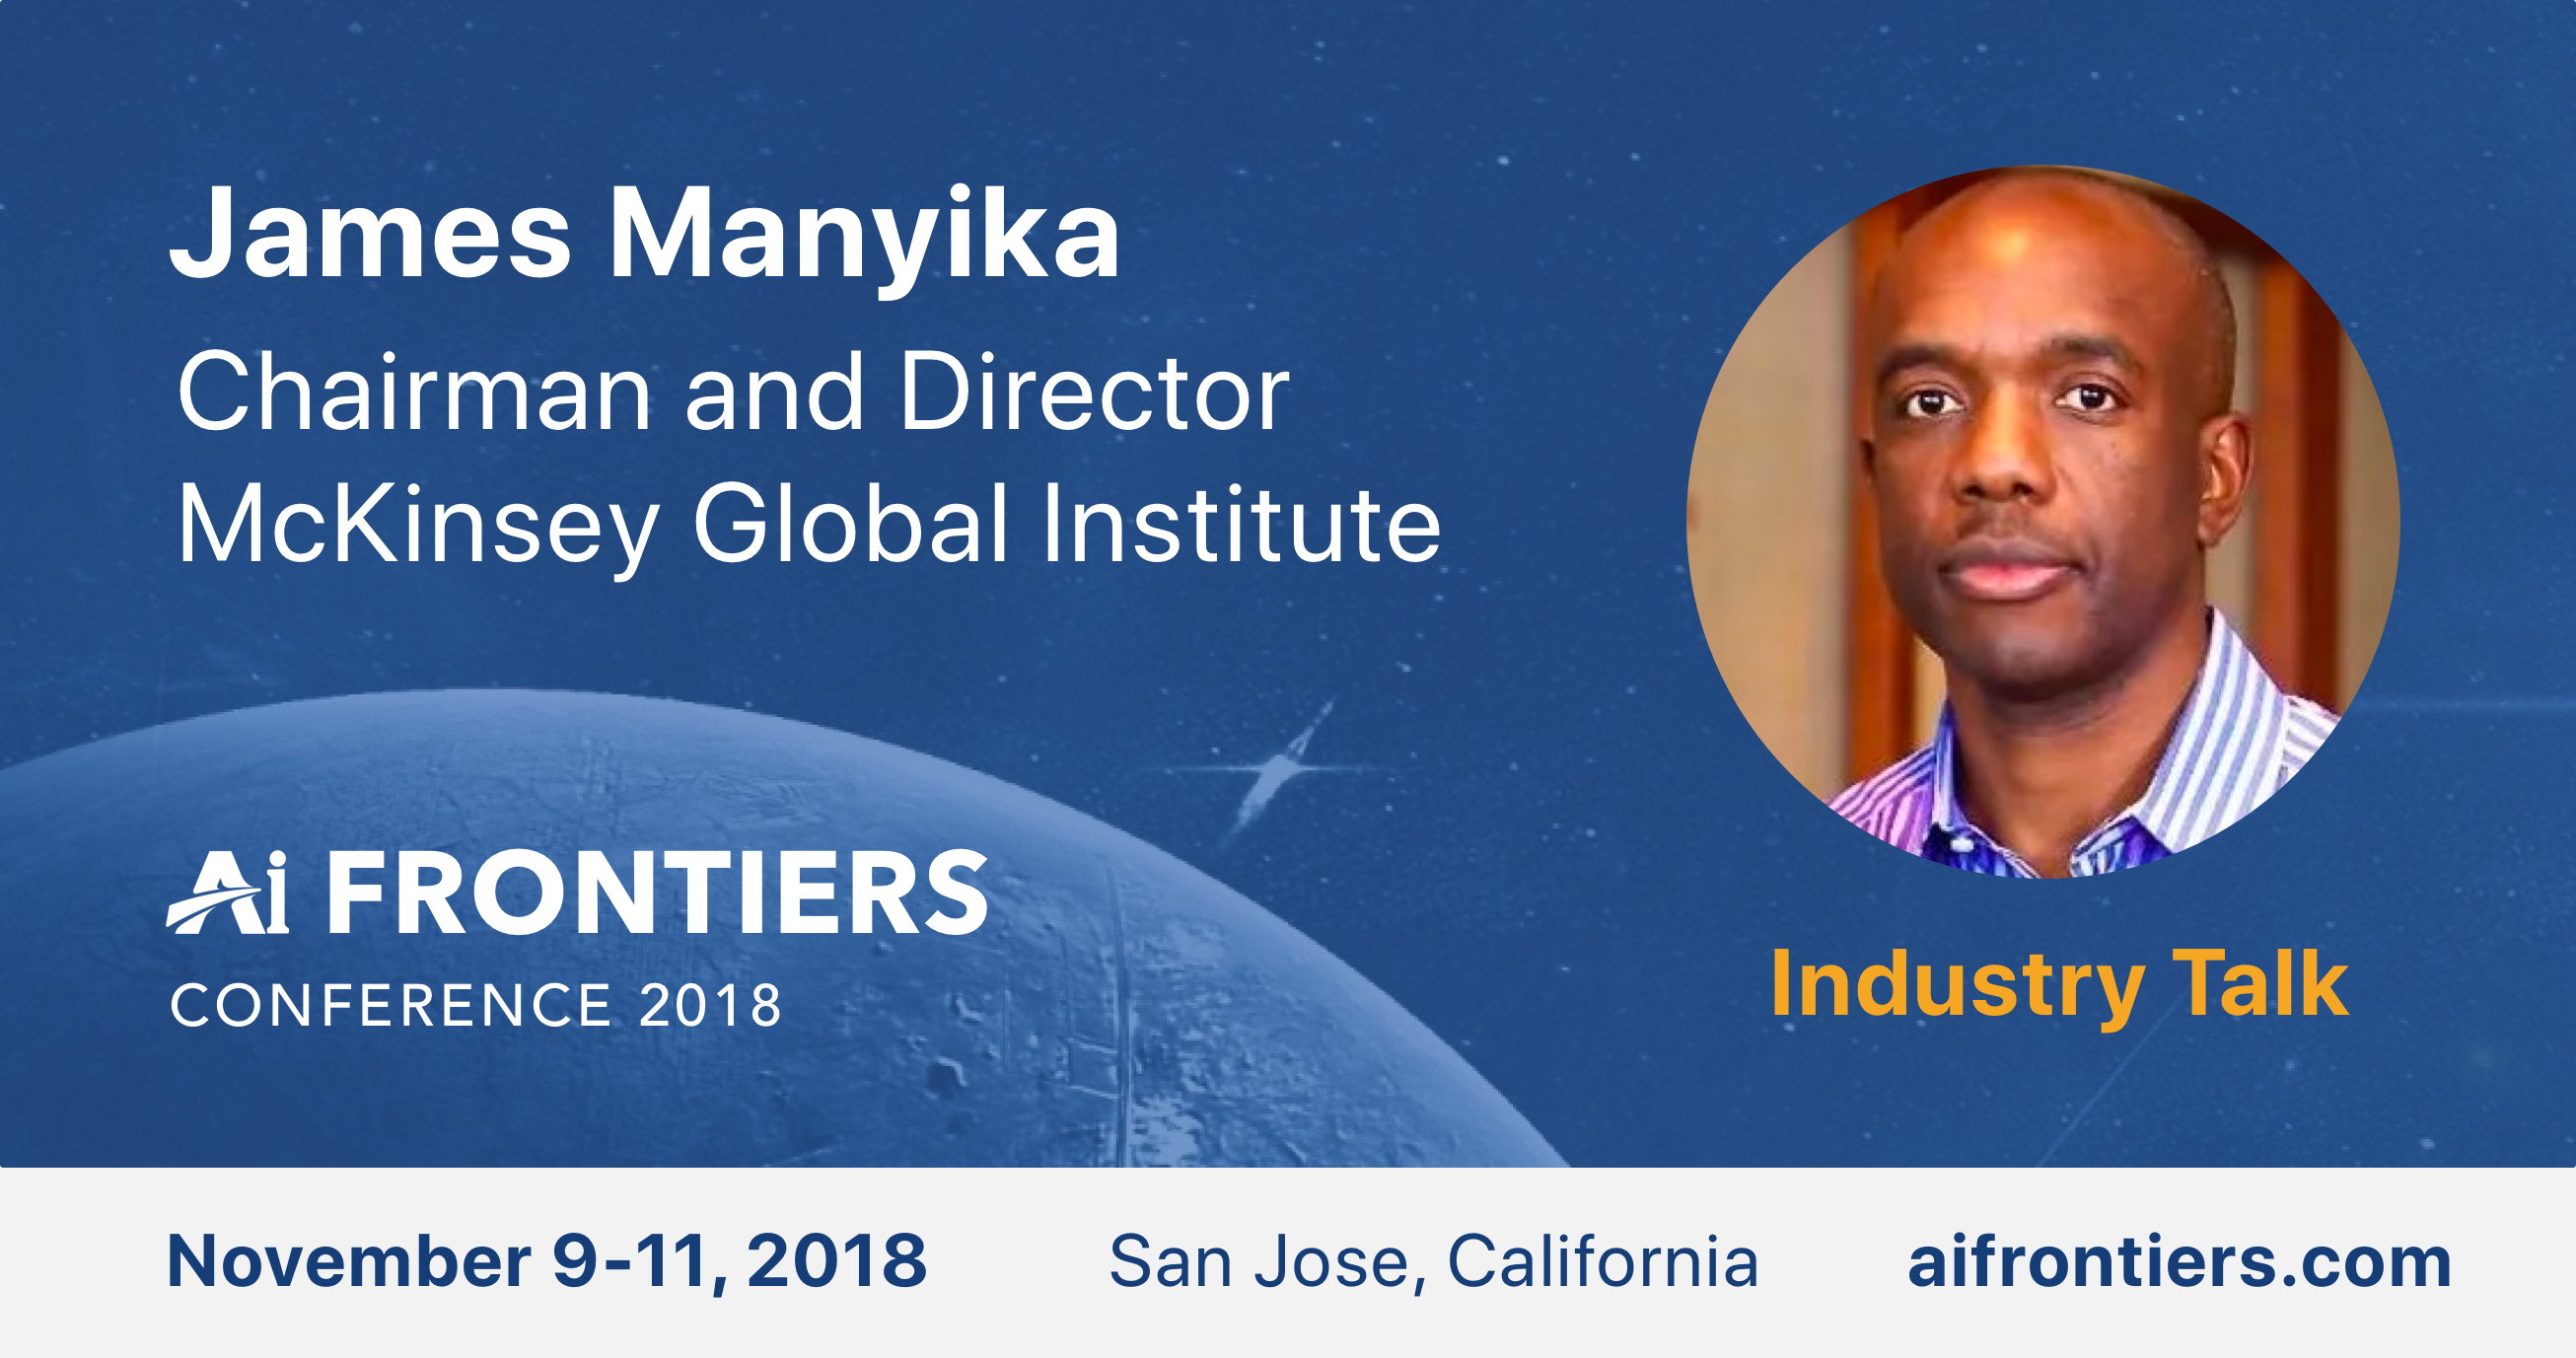 James Manyika
Chairman and Director
McKinsey Global Institute
Ai FRONTIERS
CONFERENCE 2018
Industry Talk
November 9-11, 2018
San Jose, California
aifrontiers.com